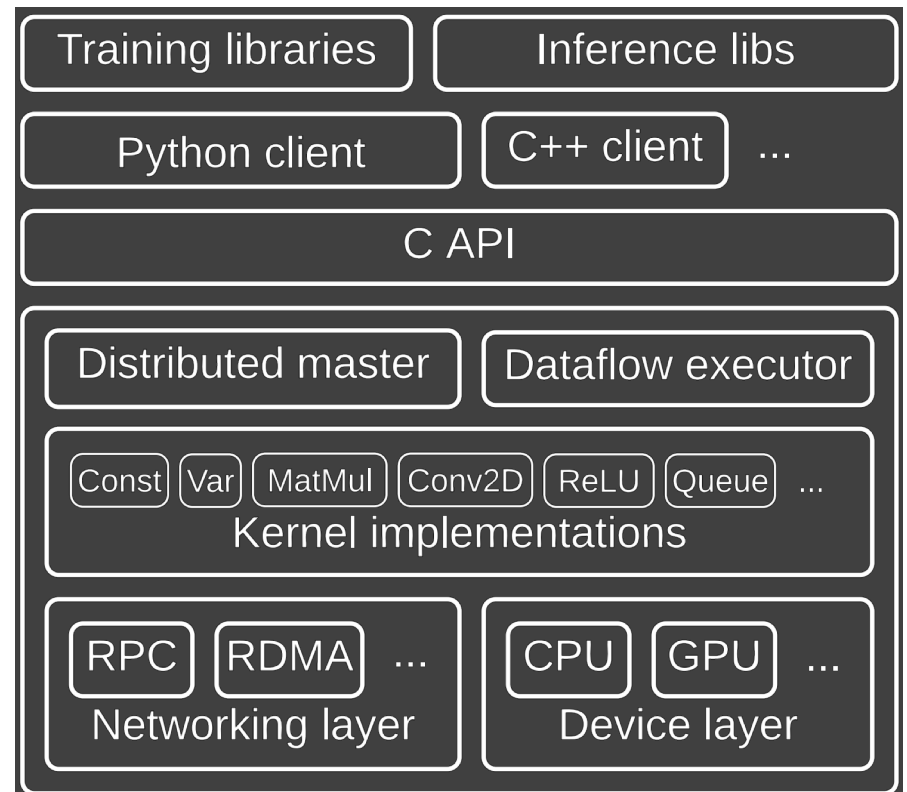 Training libraries
Inference libs
Python client
C++ client
...
C API
Distributed master
Dataflow executor
Const
Var
MatMul
Conv2D
ReLU
Queue
...
Kernel implementations
RPC
RDMA
...
Networking layer
CPU
GPU
...
Device layer